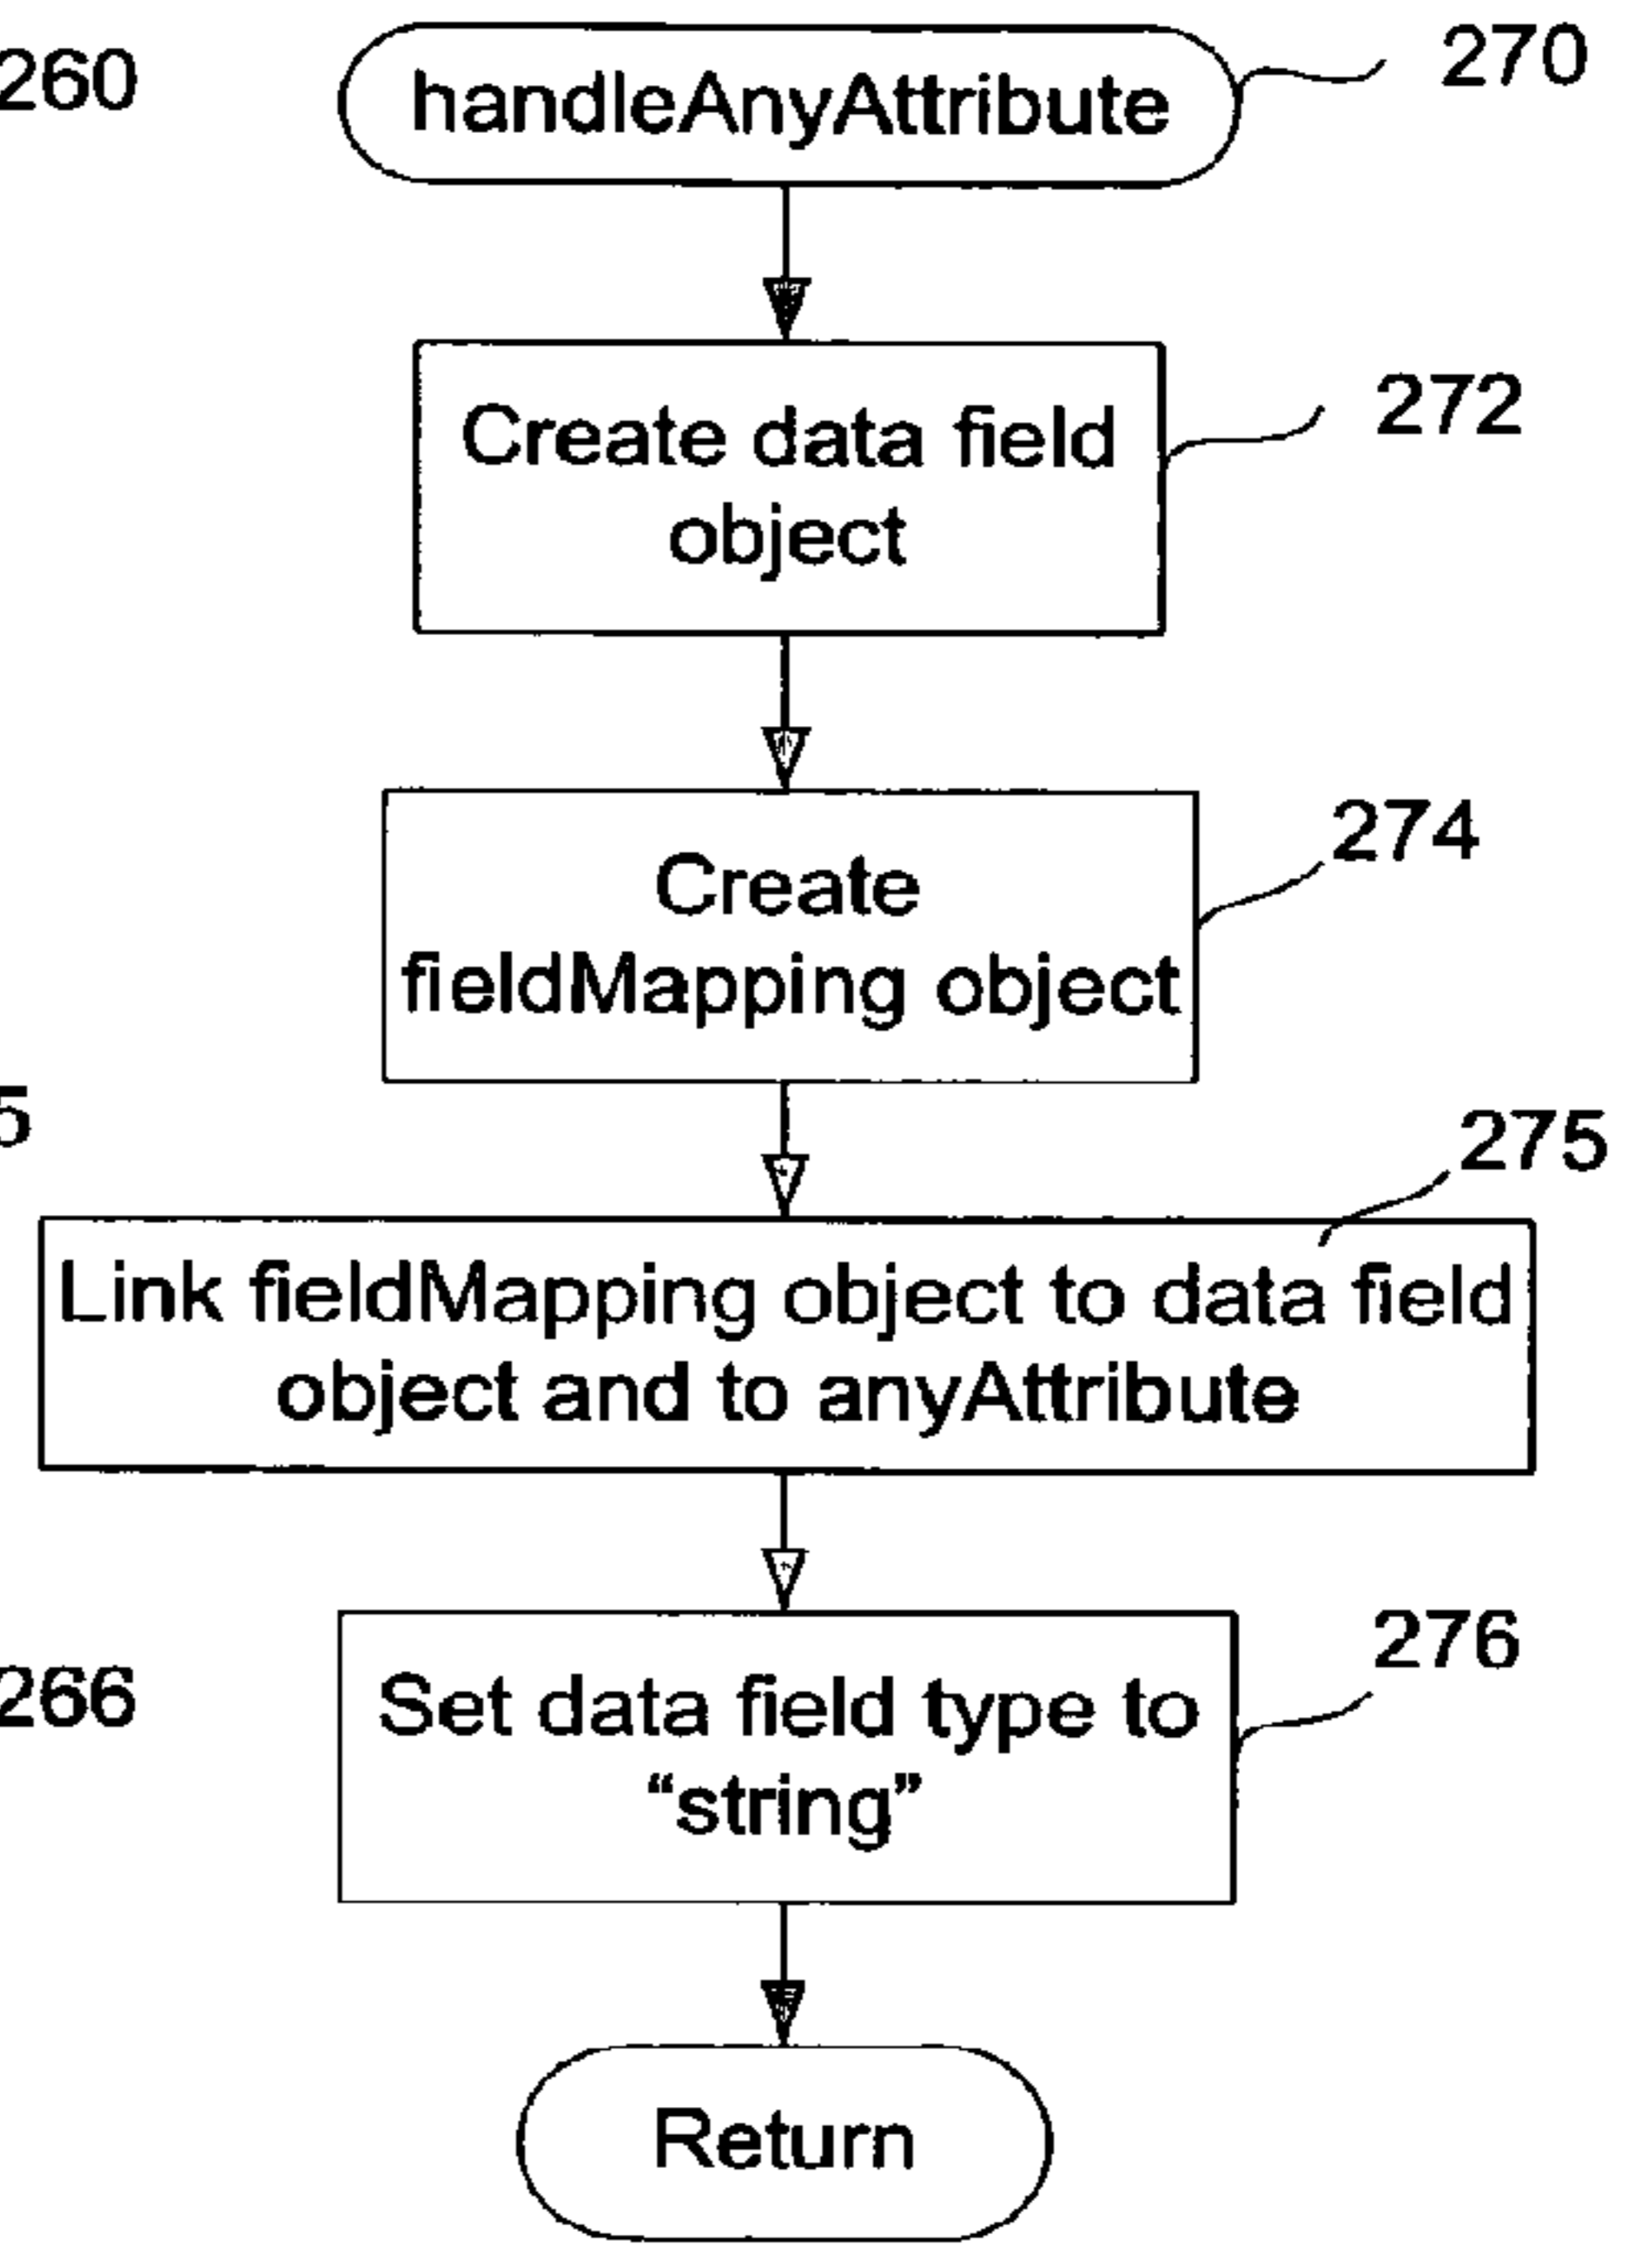 260
handleAnyAttribute
270
Create data field
object
272
Create
fieldMapping object
274
5
275
Link fieldMapping object to data field
object and to anyAttribute
266
Set data field type to
“string”
276
Return